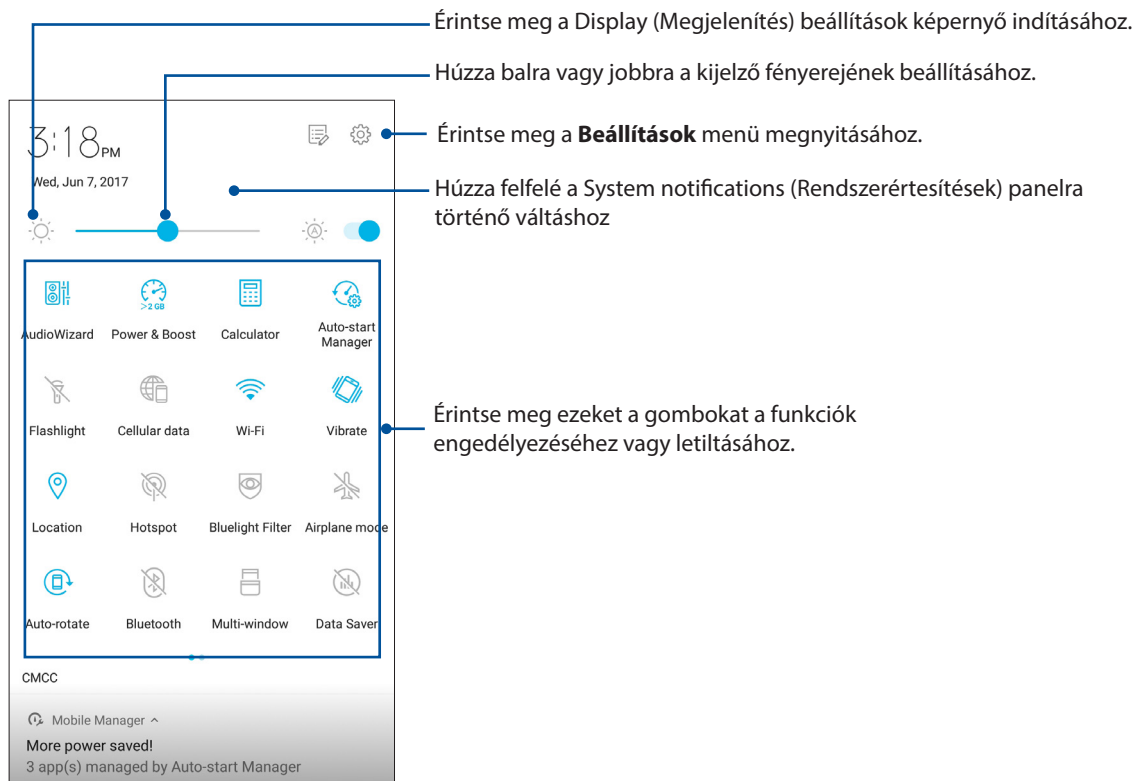 Érintse meg a Display (Megjelenítés) beállítások képernyő indításához.
Húzza balra vagy jobbra a kijelző fényerejének beállításához.
Érintse meg a Beállítások menü megnyitásához.
Húzza felfelé a System notifications (Rendszerértesítések) panelra
történő váltáshoz
3:18 PM
Wed, Jun 7, 2017
A
>2 GB
AudioWizard Power & Boost Calculator Auto-start
Manager
Flashlight Cellular data Wi-Fi Vibrate
Érintse meg ezeket a gombokat a funkciók
engedélyezéséhez vagy letiltásához.
Location Hotspot Bluelight Filter Airplane mode
Auto-rotate Bluetooth Multi-window Data Saver
CMCC
Mobile Manager
More power saved!
3 app(s) managed by Auto-start Manager